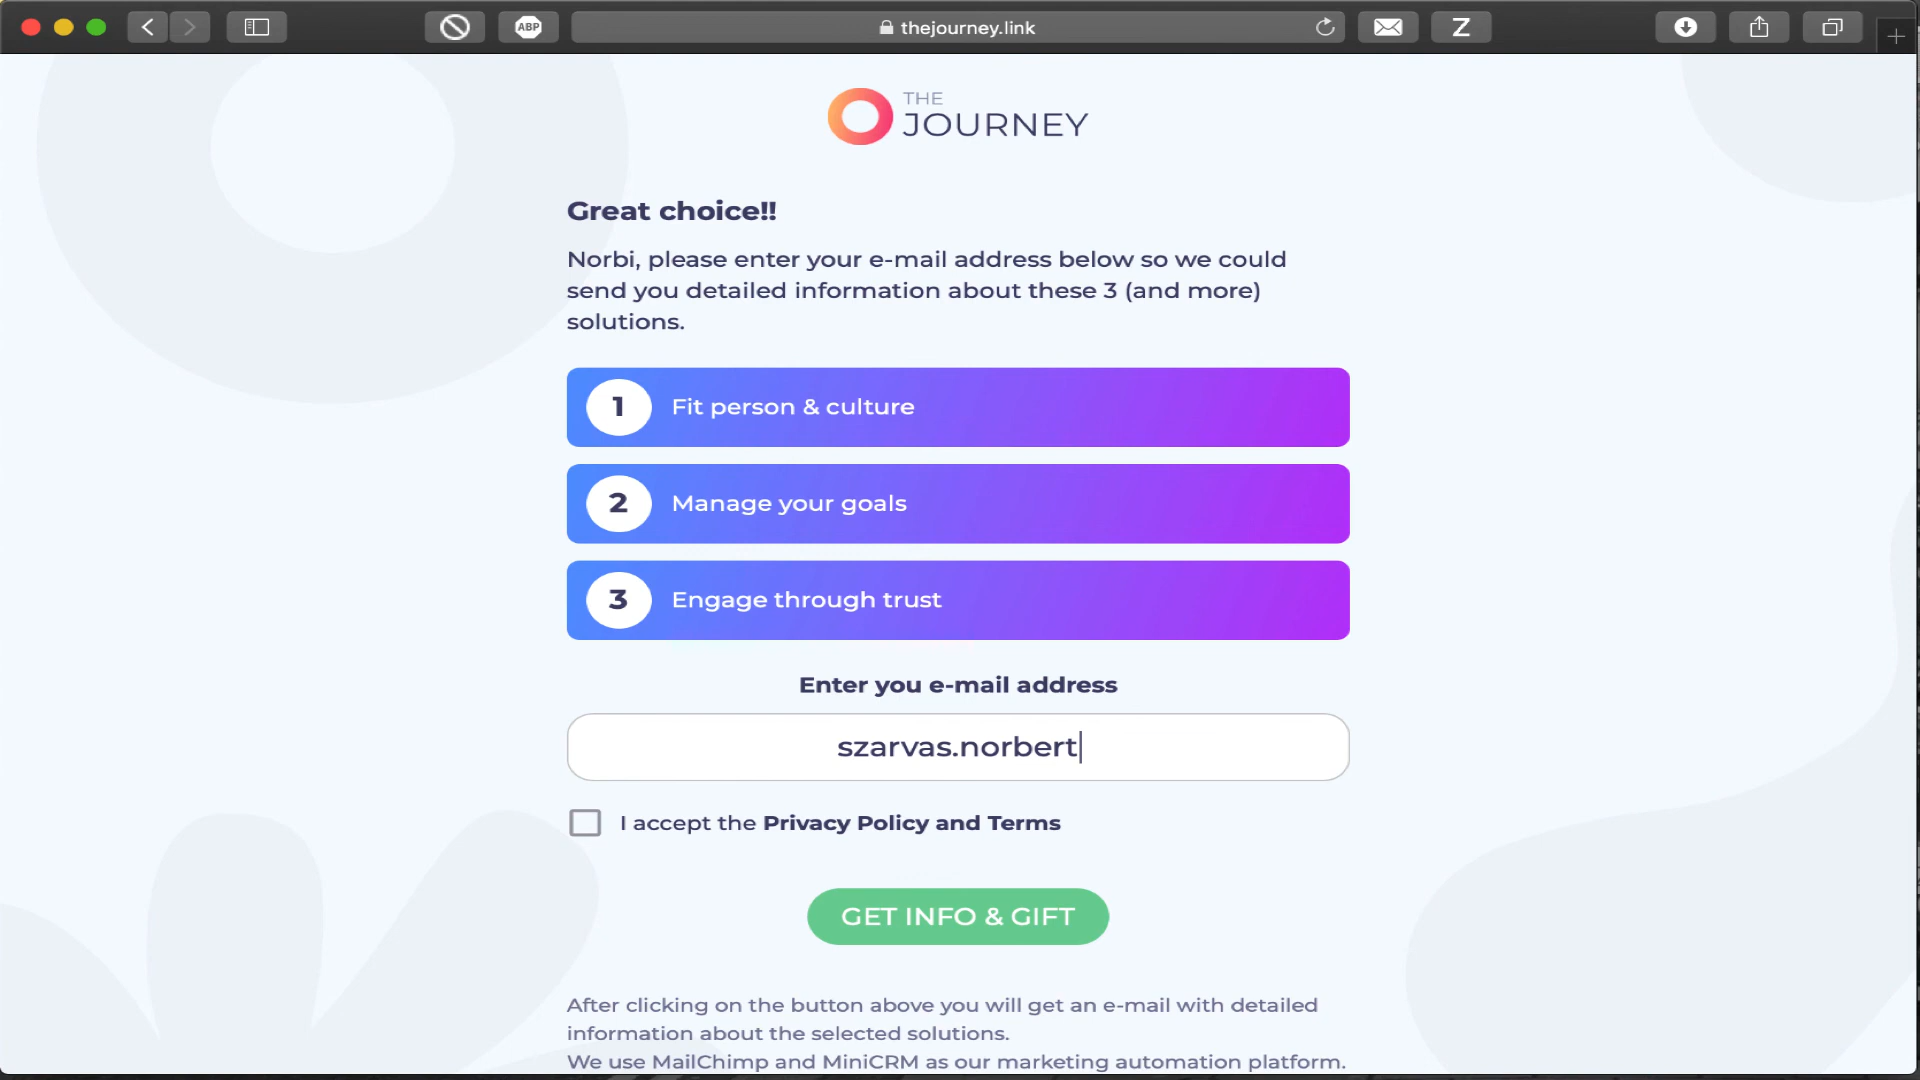 ABP
thejourney.link
Z
THE
JOURNEY
Great choice!!
Norbi, please enter your e-mail address below so we could
send you detailed information about these 3 (and more)
solutions.
1 Fit person & culture
2 Manage your goals
3 Engage through trust
Enter you e-mail address
szarvas.norbert
I accept the Privacy Policy and Terms
GET INFO & GIFT
After clicking on the button above you will get an e-mail with detailed
information about the selected solutions.
We use MailChimp and MiniCRM as our marketing automation platform.